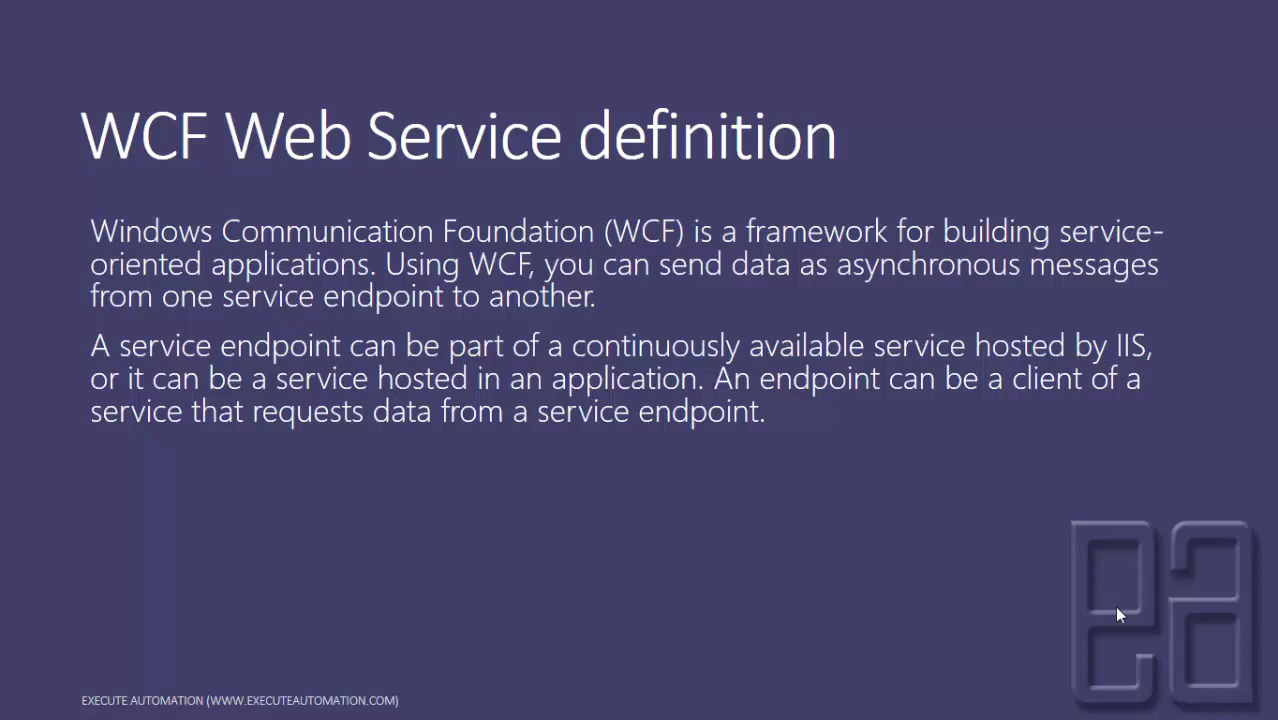 WCF Web Service definition
Windows Communication Foundation (WCF) is a framework for building service-
oriented applications. Using WCF, you can send data as asynchronous messages
from one service endpoint to another.
A service endpoint can be part of a continuously available service hosted by IIS,
or it can be a service hosted in an application. An endpoint can be a client of a
service that requests data from a service endpoint.
ea
EXECUTE AUTOMATION (WWW.EXECUTEAUTOMATION.COM)